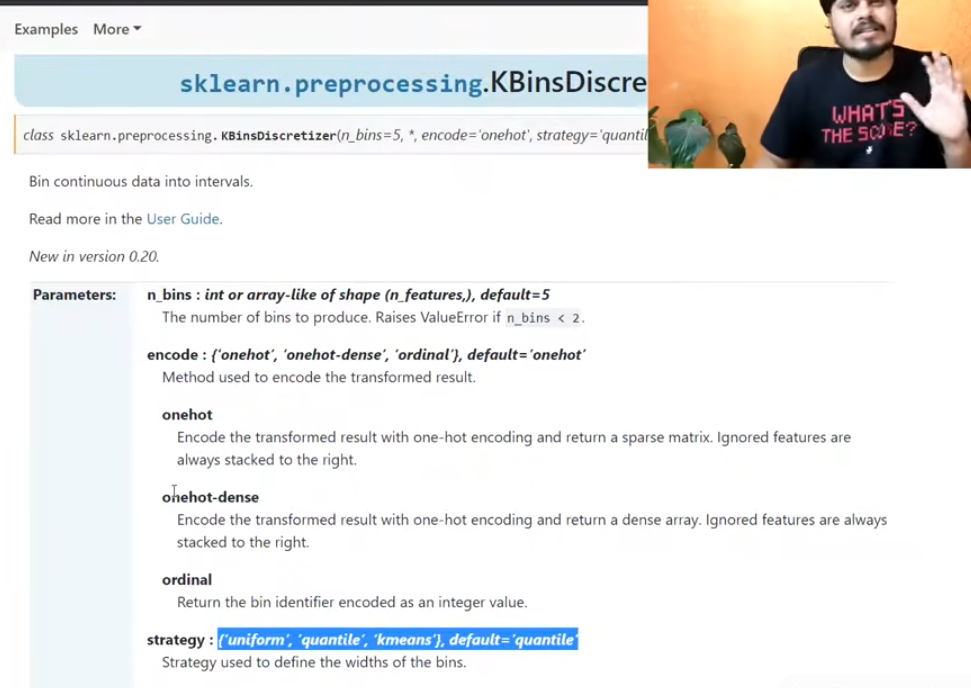 Examples More
sklearn.preprocessing.KBinsDiscre
class sklearn.preprocessing.KBinsDiscretizer(n_bins=5, *, encode='onehot', strategy='quantil
WHAT'S
THE SCORE?
Bin continuous data into intervals.
Read more in the User Guide.
New in version 0.20.
Parameters:
n_bins : int or array-like of shape (n_features,), default=5
The number of bins to produce. Raises ValueError if n_bins < 2.
encode : {'onehot', 'onehot-dense', 'ordinal'}, default='onehot'
Method used to encode the transformed result.
onehot
Encode the transformed result with one-hot encoding and return a sparse matrix. Ignored features are
always stacked to the right.
onehot-dense
Encode the transformed result with one-hot encoding and return a dense array. Ignored features are always
stacked to the right.
ordinal
Return the bin identifier encoded as an integer value.
strategy : {'uniform', 'quantile', 'kmeans'}, default='quantile'
Strategy used to define the widths of the bins.